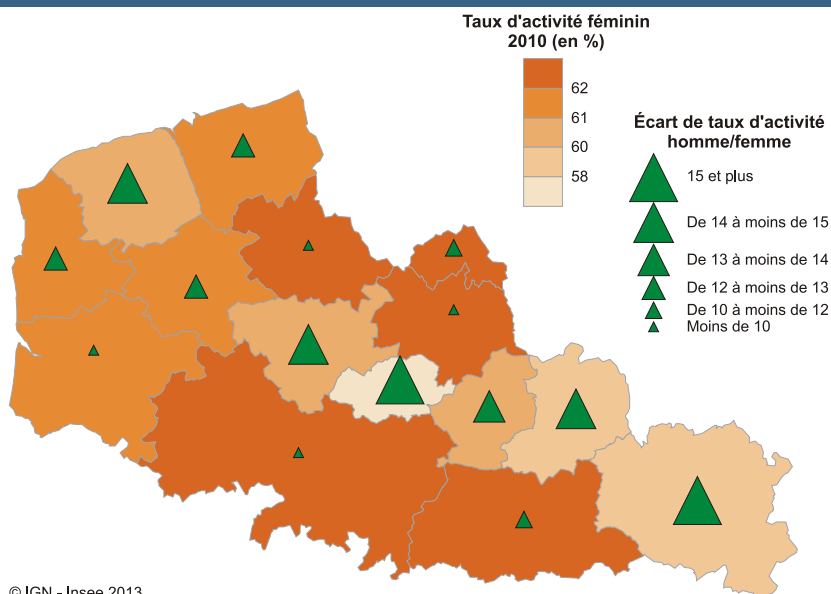 Taux d'activité féminin
2010 (en %)
62
61
60
58
Écart de taux d'activité
homme/femme
15 et plus
De 14 à moins de 15
De 13 à moins de 14
De 12 à moins de 13
De 10 à moins de 12
Moins de 10
© IGN - Insee 2013